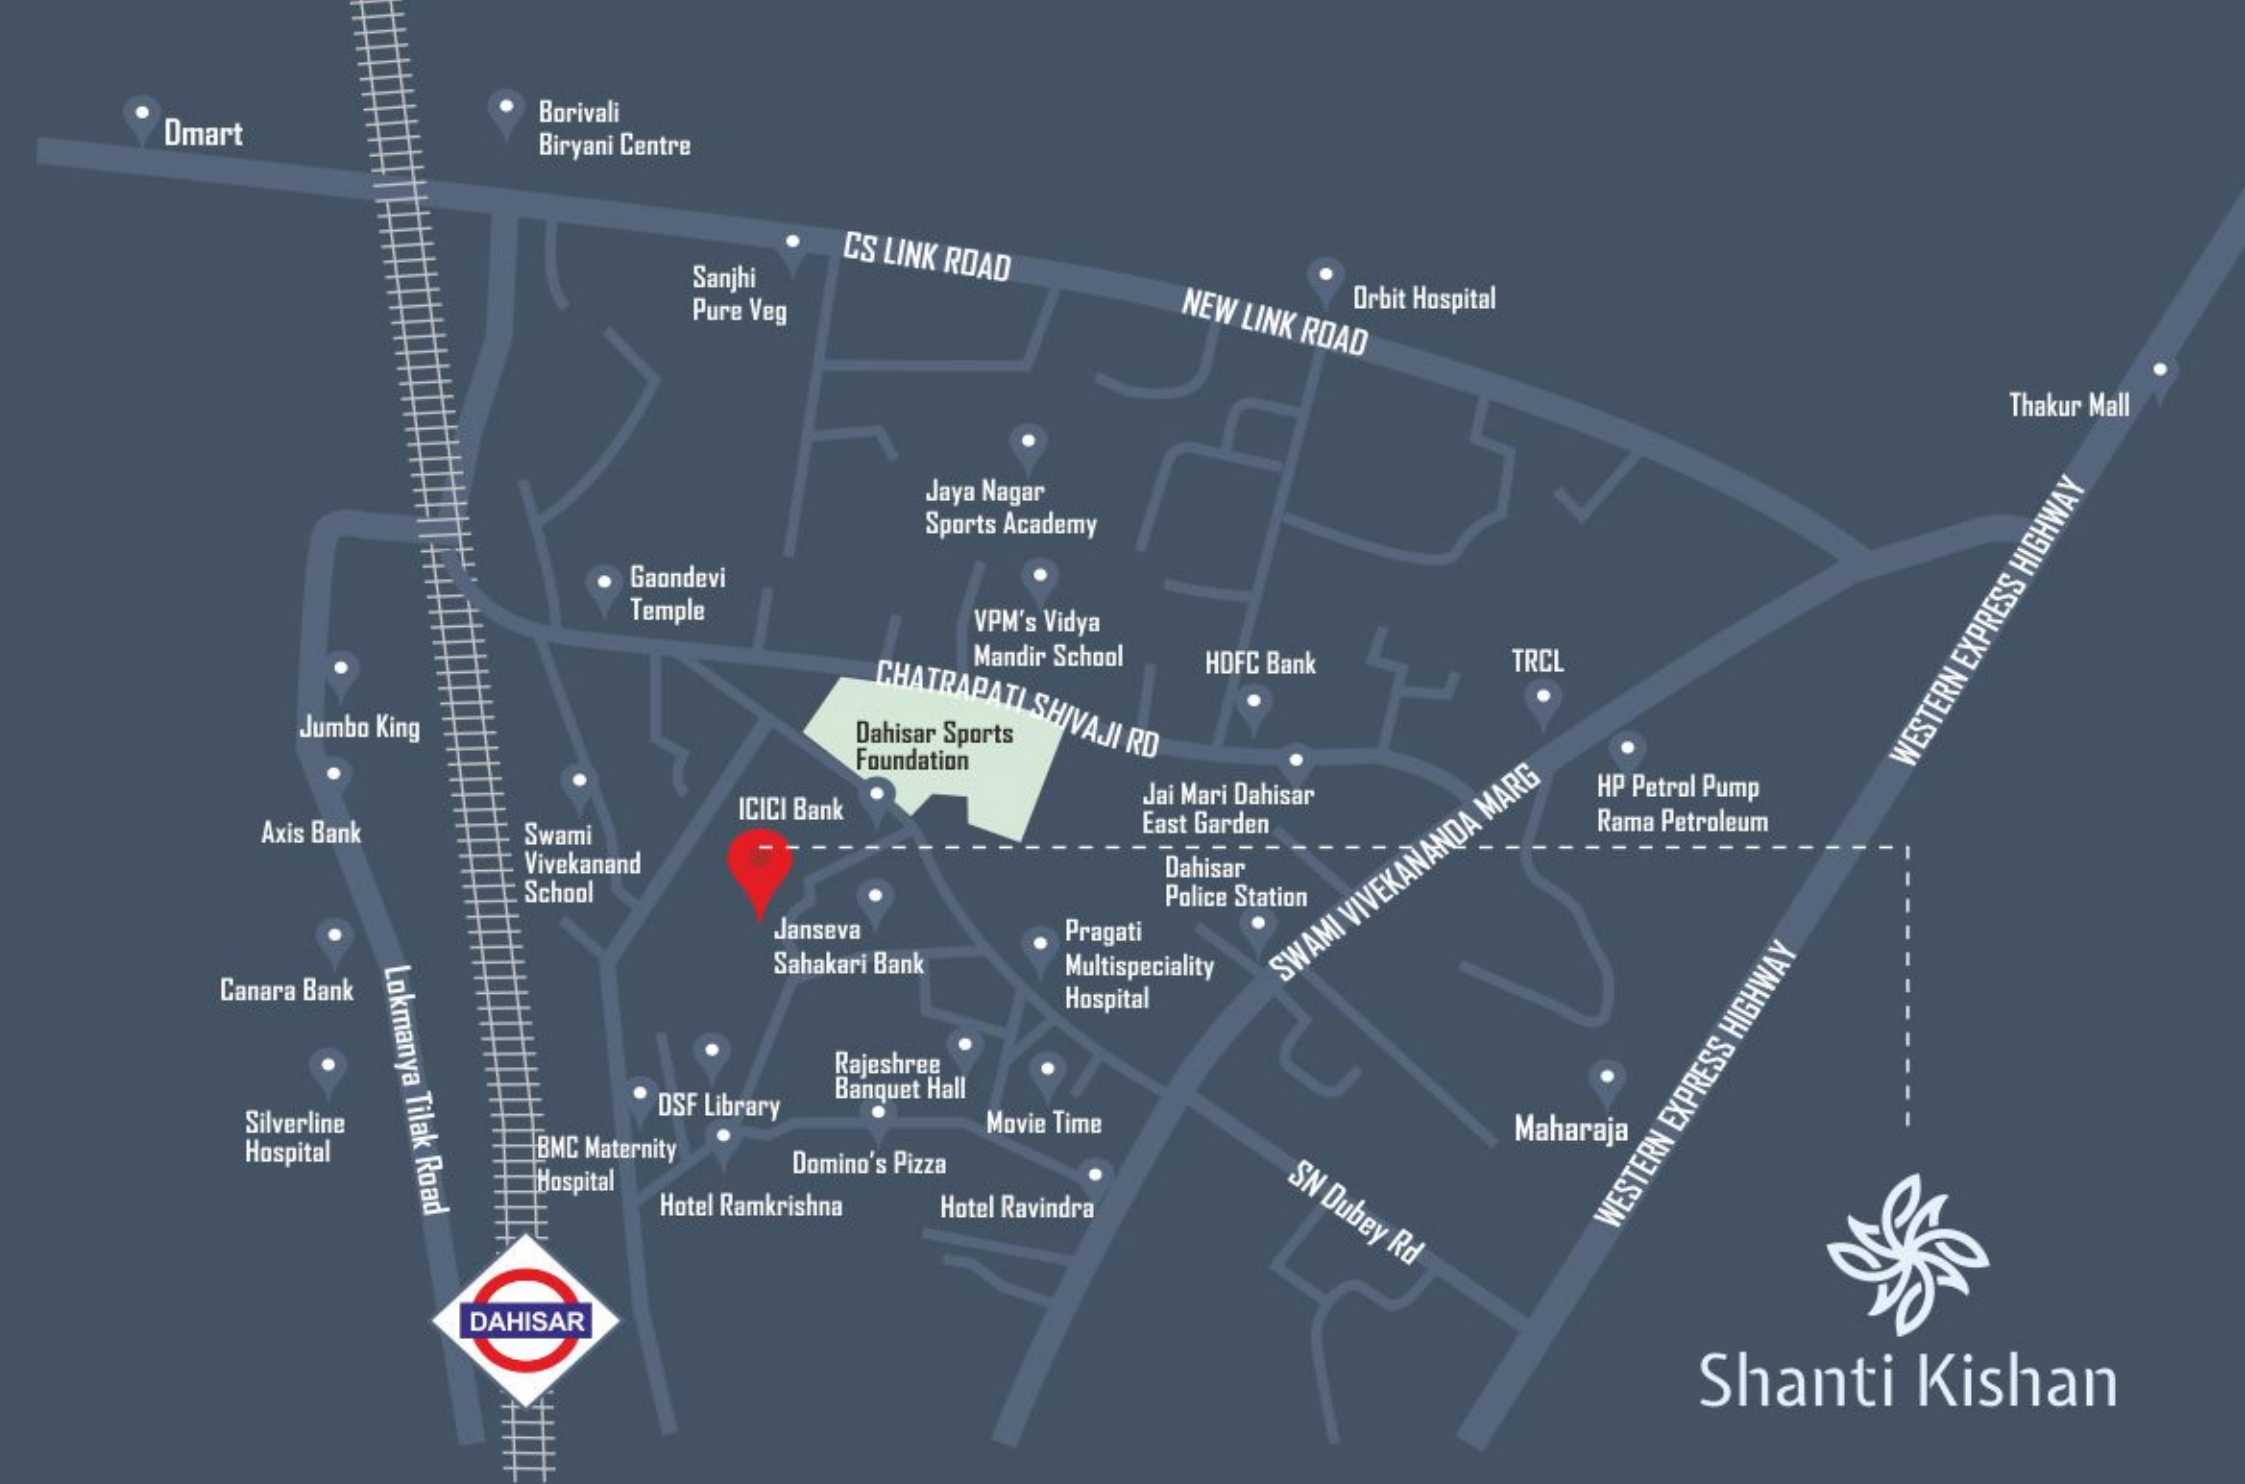 Dmart
Borivali
Biryani Centre
CS LINK ROAD
Sanjhi
Pure Veg
NEW LINK ROAD
Orbit Hospital
Thakur Mall
Jaya Nagar
Sports Academy
WESTERN EXPRESS HIGHWAY
Gaondevi
Temple
VPM's Vidya
Mandir School
HDFC Bank
TRCL
CHATRAPATI SHIVAJI RD
Jumbo King
Dahisar Sports
Foundation
Axis Bank
ICICI Bank
Jai Mari Dahisar
East Garden
HP Petrol Pump
Rama Petroleum
SWAMI VIVEKANANDA MARG
Swami
Vivekanand
School
Dahisar
Police Station
Janseva
Sahakari Bank
Pragati
Multispeciality
Hospital
Canara Bank
Lokmanya Tilak Road
WESTERN EXPRESS HIGHWAY
Silverline
Hospital
DSF Library
Rajeshree
Banquet Hall
Movie Time
Maharaja
BMC Maternity
Hospital
Domino's Pizza
Hotel Ramkrishna
Hotel Ravindra
SN Dubey Rd
DAHISAR
Shanti Kishan